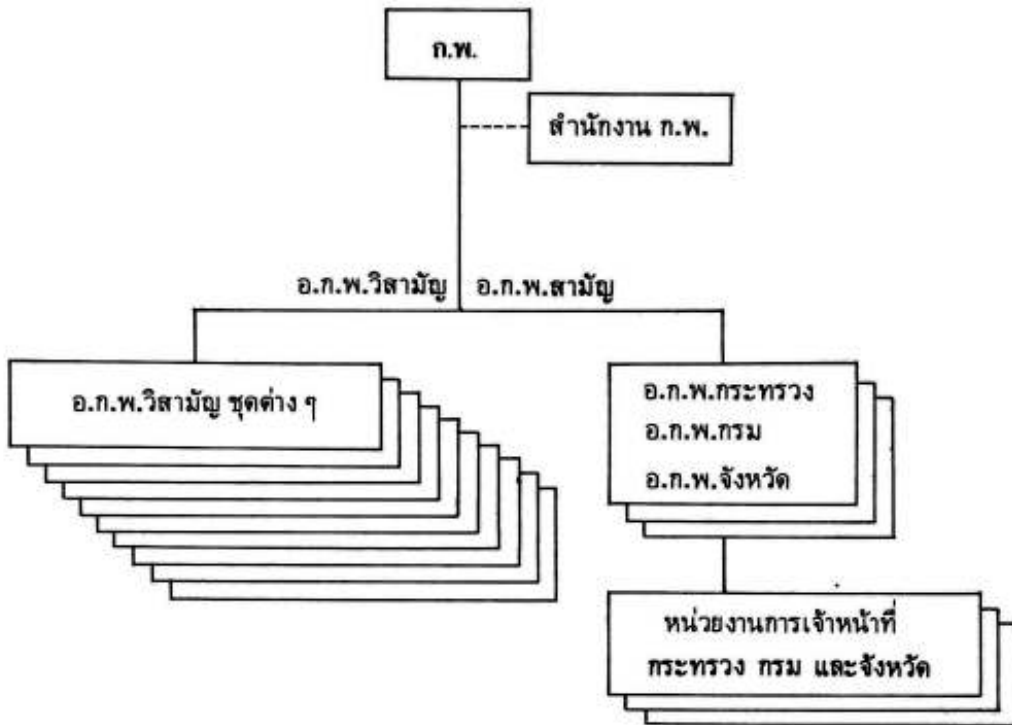 ก.พ.
สำนักงาน ก.พ.
อ.ก.พ.วิสามัญ อ.ก.พ.สามัญ
อ.ก.พ.วิสามัญ ชุดต่าง ๆ
อ.ก.พ.กระทรวง
อ.ก.พ.กรม
อ.ก.พ.จังหวัด
หน่วยงานการเจ้าหน้าที่
กระทรวง กรม และจังหวัด